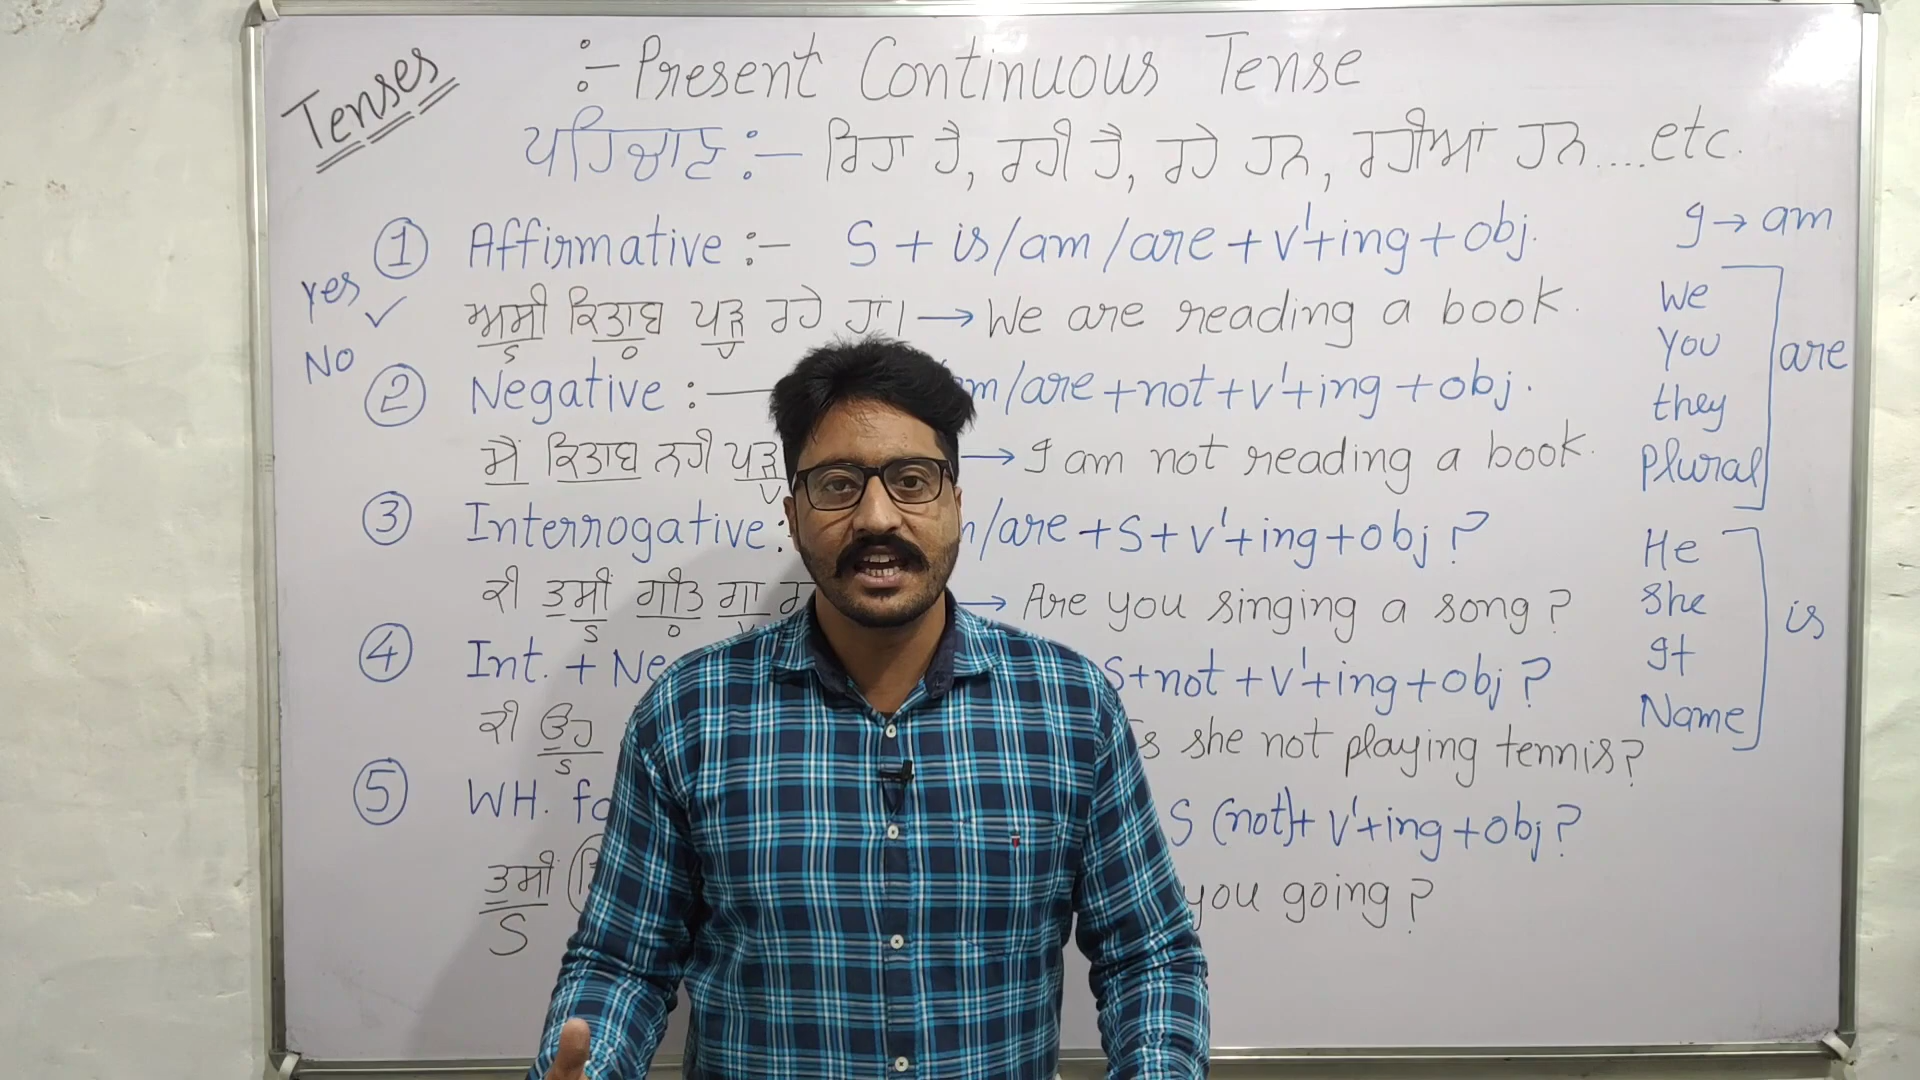 Tenses
:- Present Continuous Tense
ਪਹਿਚਾਣ :- ਰਿਹਾ ਹੈ, ਰਹੀ ਹੈ, ਰਹੇ ਹਨ, ਰਹੀਆਂ ਹਨ....etc.
① Affirmative :- S + is/am/are + v¹+ing + obj.
Yes ✓
No
ਅਸੀ ਕਿਤਾਬ ਪੜ੍ਹ ਰਹੇ ਹਾਂ। → We are reading a book.
S O V
② Negative :- am/are + not + v¹+ing + obj.
ਮੈਂ ਕਿਤਾਬ ਨਹੀ ਪੜ੍ਹ → I am not reading a book.
V
③ Interrogative :- /are + S + v¹+ing + obj ?
ਕੀ ਤੁਸੀਂ ਗੀਤ ਗਾ → Are you singing a song ?
S O V
④ Int. + Ne S + not + v¹+ing + obj ?
ਕੀ ਉਹ she not playing tennis?
S
⑤ WH. S (not) + v¹+ing + obj ?
ਤੁਸੀਂ you going ?
S
I → am
We
You
they
Plural
are
He
She
It
Name
is